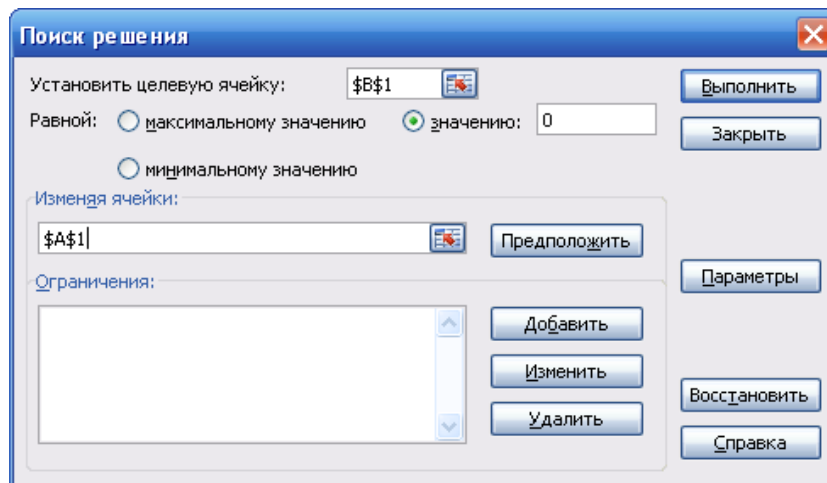 Поиск решения
Установить целевую ячейку: $B$1 Выполнить
Равной: максимальному значению значению: 0 Закрыть
минимальному значению
Изменяя ячейки:
$A$1 Предположить
Ограничения: Параметры
Добавить
Изменить
Восстановить
Удалить
Справка